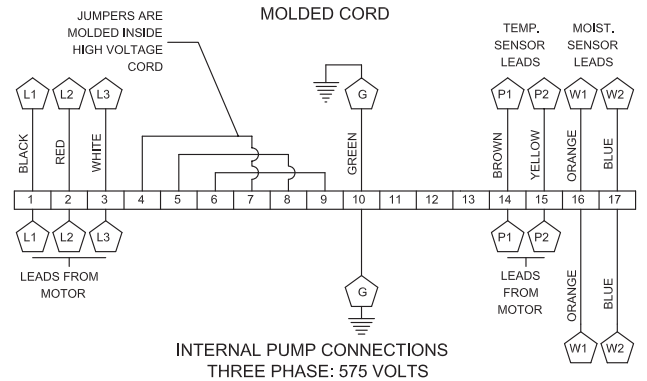 JUMPERS ARE
MOLDED INSIDE
HIGH VOLTAGE
CORD
MOLDED CORD
TEMP.
SENSOR
LEADS
MOIST.
SENSOR
LEADS
L1 L2 L3 G P1 P2 W1 W2
BLACK
RED
WHITE
GREEN
BROWN
YELLOW
ORANGE
BLUE
1 2 3 4 5 6 7 8 9 10 11 12 13 14 15 16 17
L1 L2 L3 P1 P2
LEADS FROM
MOTOR
G
LEADS
FROM
MOTOR
ORANGE
BLUE
W1 W2
INTERNAL PUMP CONNECTIONS
THREE PHASE: 575 VOLTS